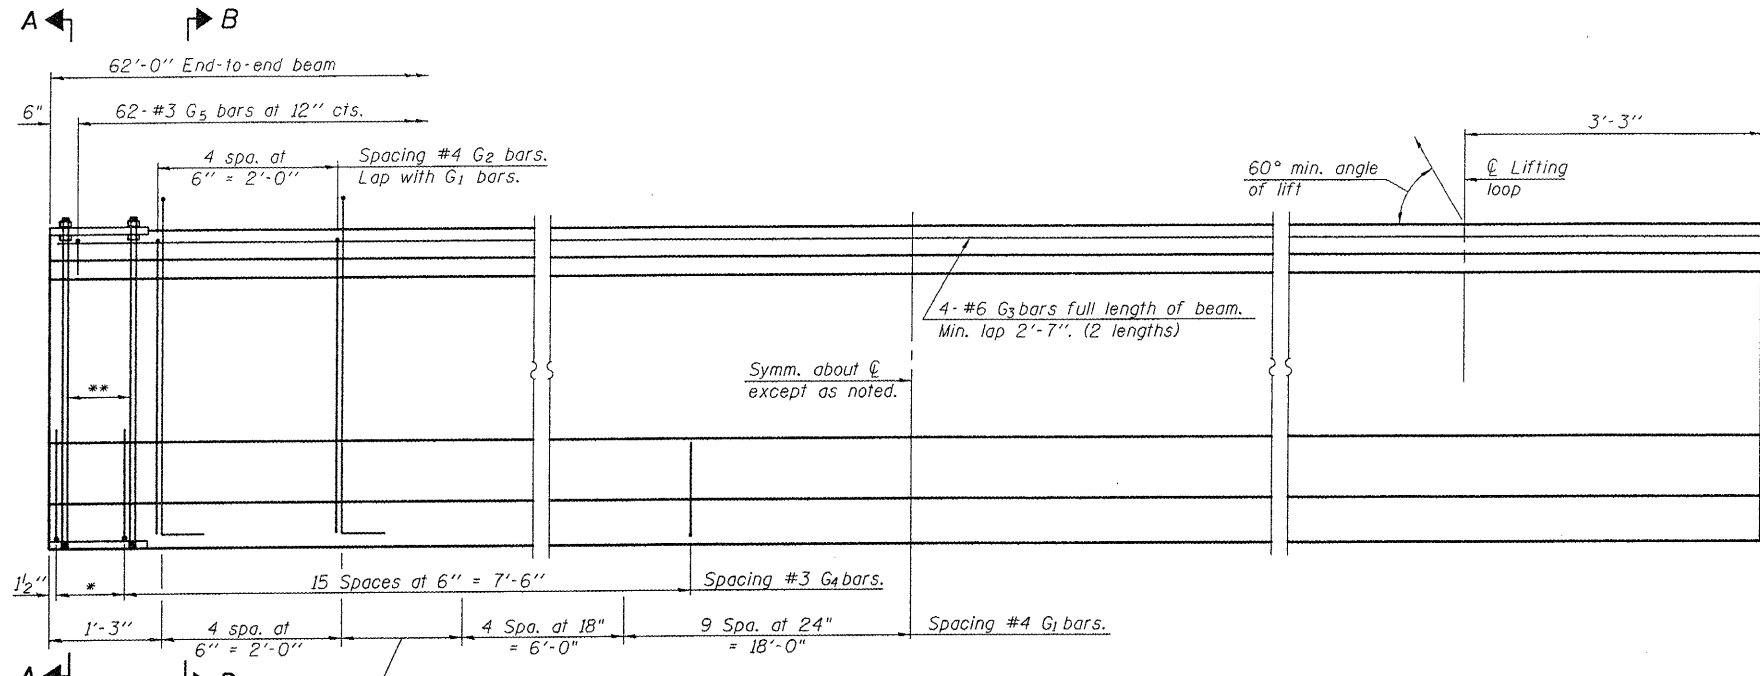 A B
62'-0" End-to-end beam
6"
62-#3 G5 bars at 12" cts.
4 spa. at
6" = 2'-0"
Spacing #4 G2 bars.
Lap with G1 bars.
3'-3"
60° min. angle
of lift
℄ Lifting
loop
4-#6 G3 bars full length of beam.
Min. lap 2'-7". (2 lengths)
Symm. about ℄
except as noted.
**
1½"
*
15 Spaces at 6" = 7'-6"
Spacing #3 G4 bars.
1'-3"
4 spa. at
6" = 2'-0"
4 Spa. at 18"
= 6'-0"
9 Spa. at 24"
= 18'-0"
Spacing #4 G1 bars.